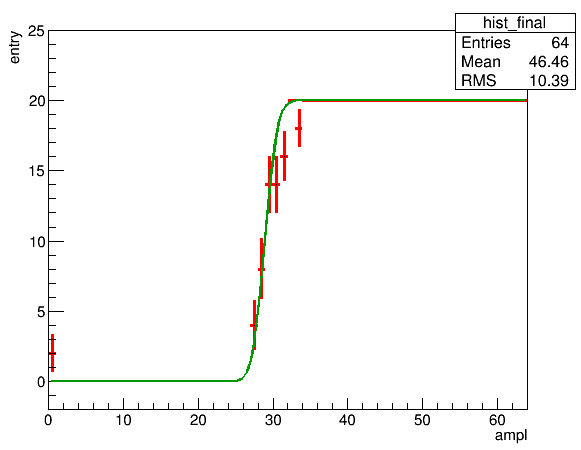 hist_final
Entries 64
Mean 46.46
RMS 10.39
entry
25
20
15
10
5
0
0 10 20 30 40 50 60
ampl